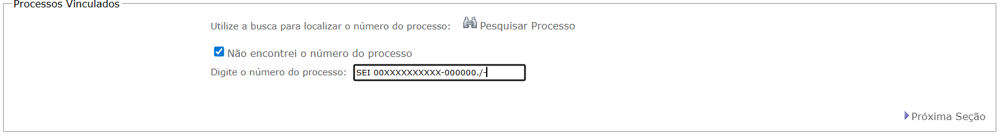 Processos Vinculados
Utilize a busca para localizar o número do processo: Pesquisar Processo
Não encontrei o número do processo
Digite o número do processo: SEI 00XXXXXXXXXX-000000./-
Próxima Seção